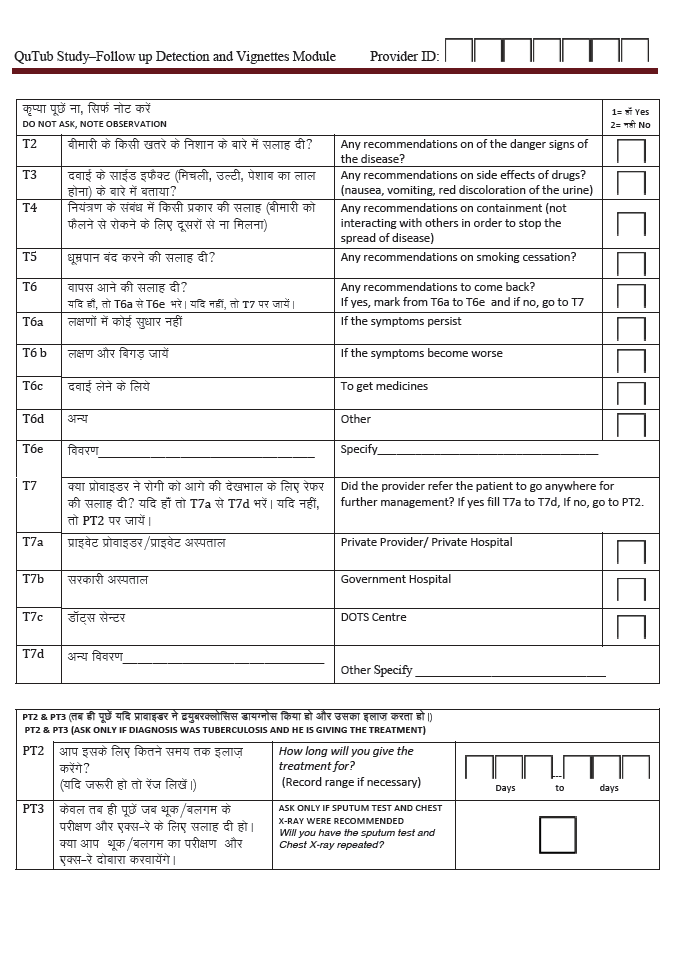 QuTub Study–Follow up Detection and Vignettes Module Provider ID:
कृप्या पूछें ना, सिर्फ नोट करें
DO NOT ASK, NOTE OBSERVATION
1= हाँ Yes
2= नही No
T2 बीमारी के किसी खतरे के निशान के बारे में सलाह दी? Any recommendations on of the danger signs of
the disease?
T3 दवाई के साईड इफैक्ट (मिचली, उल्टी, पेशाब का लाल Any recommendations on side effects of drugs?
होना) के बारे में बताया? (nausea, vomiting, red discoloration of the urine)
T4 नियंत्रण के संबंध में किसी प्रकार की सलाह (बीमारी को Any recommendations on containment (not
फैलने से रोकने के लिए दूसरों से ना मिलना) interacting with others in order to stop the
spread of disease)
T5 धूम्रपान बंद करने की सलाह दी? Any recommendations on smoking cessation?
T6 वापस आने की सलाह दी? Any recommendations to come back?
यदि हाँ, तो T6a से T6e भरे। यदि नहीं, तो T7 पर जायें। If yes, mark from T6a to T6e and if no, go to T7
T6a लक्षणों में कोई सुधार नहीं If the symptoms persist
T6 b लक्षण और बिगड़ जायें If the symptoms become worse
T6c दवाई लेने के लिये To get medicines
T6d अन्य Other
T6e विवरण______________________________ Specify______________________________
T7 क्या प्रोवाइडर ने रोगी को आगे की देखभाल के लिए रेफर Did the provider refer the patient to go anywhere for
की सलाह दी? यदि हाँ तो T7a से T7d भरें। यदि नहीं, further management? If yes fill T7a to T7d, If no, go to PT2.
तो PT2 पर जायें।
T7a प्राइवेट प्रोवाइडर/प्राइवेट अस्पताल Private Provider/ Private Hospital
T7b सरकारी अस्पताल Government Hospital
T7c डॉट्स सेन्टर DOTS Centre
T7d अन्य विवरण____________________________
Other Specify __________________________
PT2 & PT3 (तब ही पूछें यदि प्रावाइडर ने ट्रयुबरक्लोसिस डायग्नोस किया हो और उसका इलाज़ करता हो।)
PT2 & PT3 (ASK ONLY IF DIAGNOSIS WAS TUBERCULOSIS AND HE IS GIVING THE TREATMENT)
PT2 आप इसके लिए कितने समय तक इलाज़ How long will you give the
करेंगे? treatment for?
(यदि जरूरी हो तो रेंज लिखें।) (Record range if necessary)
Days to days
PT3 केवल तब ही पूछें जब थूक/बलगम के ASK ONLY IF SPUTUM TEST AND CHEST
परीक्षण और एक्स–रे के लिए सलाह दी हो। X-RAY WERE RECOMMENDED
क्या आप थूक/बलगम का परीक्षण और Will you have the sputum test and
एक्स–रे दोबारा करवायेंगे। Chest X-ray repeated?